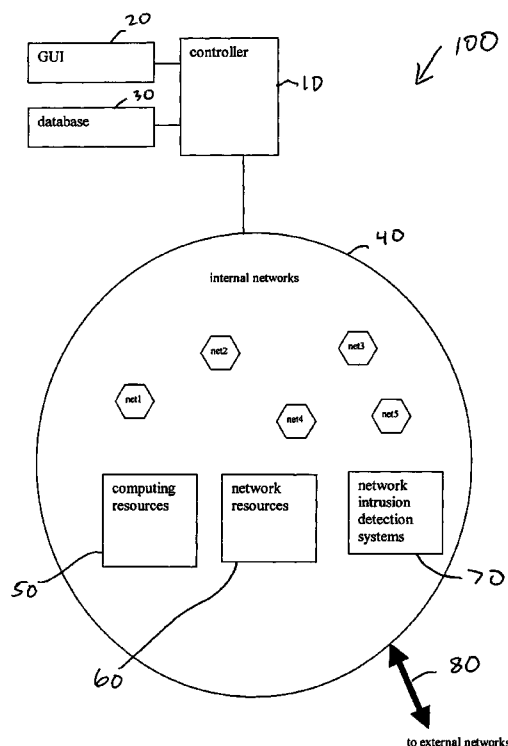 20
GUI
controller
100
10
30
database
40
internal networks
net2
net3
net1
net4
net5
computing
resources
network
resources
network
intrusion
detection
systems
50
60
70
80
to external networks